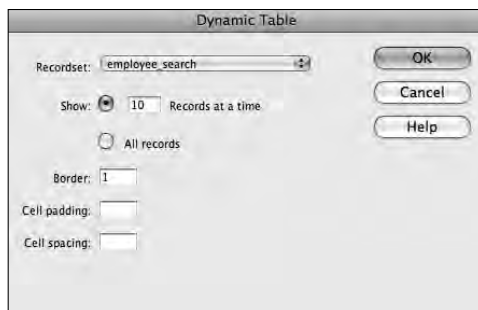 Dynamic Table
Recordset: employee_search
OK
Show: 10 Records at a time
Cancel
All records
Help
Border: 1
Cell padding:
Cell spacing: